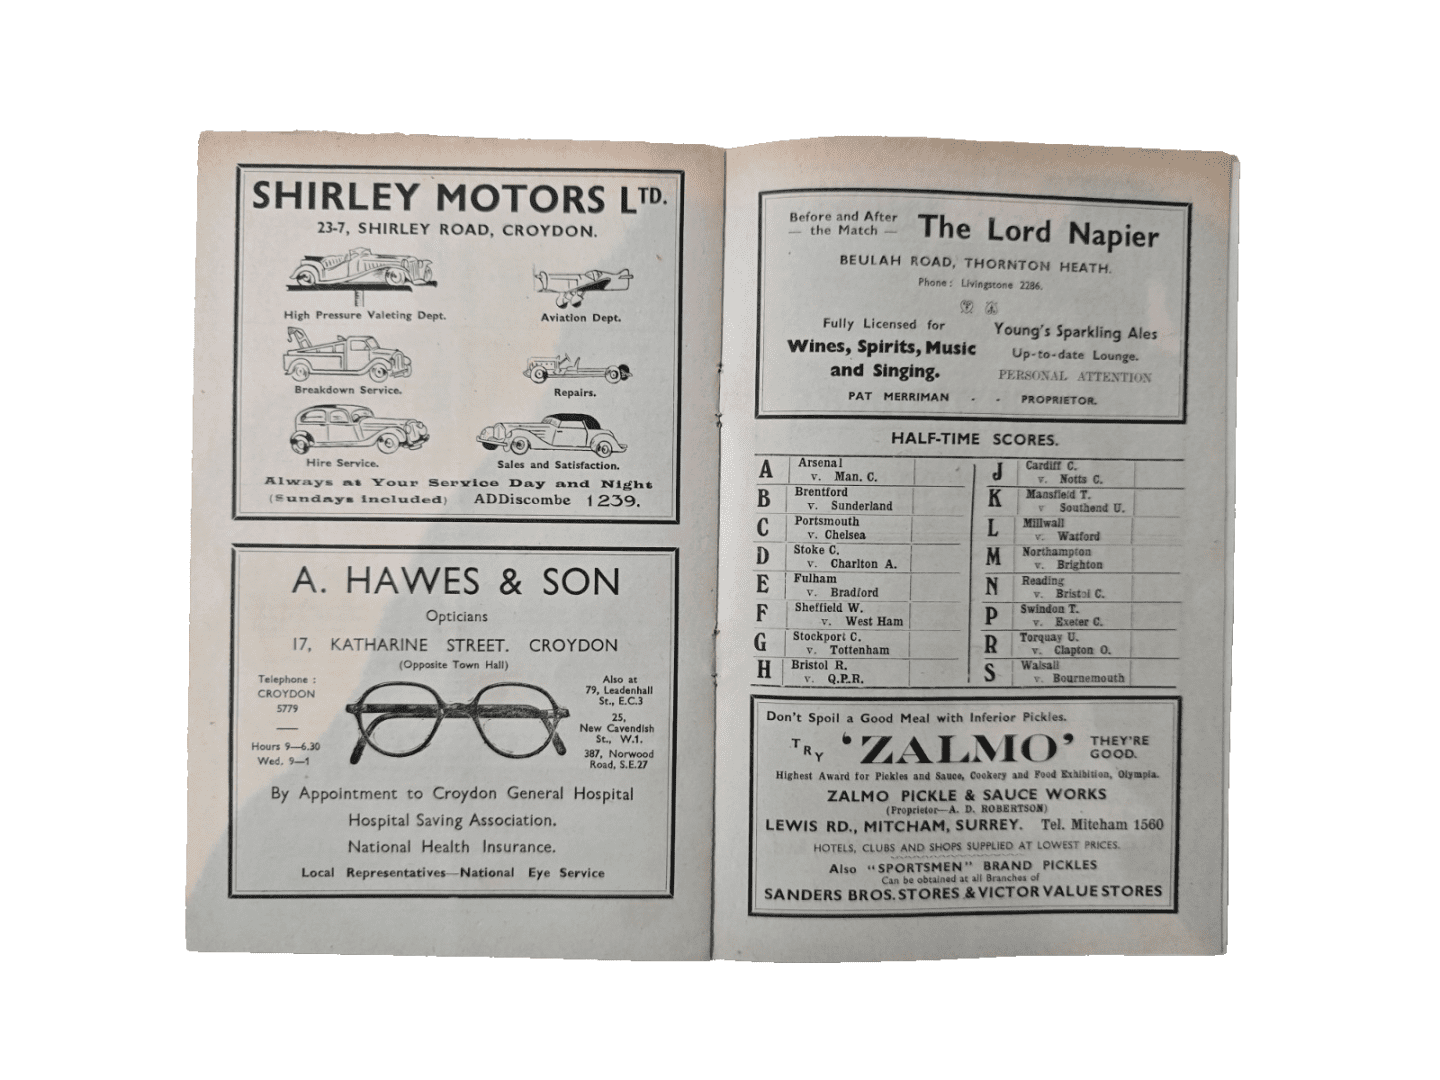 SHIRLEY MOTORS LTD.
23-7, SHIRLEY ROAD, CROYDON.
High Pressure Valeting Dept.
Aviation Dept.
Breakdown Service.
Repairs.
Hire Service.
Sales and Satisfaction.
Always at Your Service Day and Night
(Sundays included) ADDiscombe 1239.
A. HAWES & SON
Opticians
17, KATHARINE STREET. CROYDON
(Opposite Town Hall)
Telephone :
CROYDON
5779
Hours 9—6.30
Wed. 9—1
Also at
79, Leadenhall
St., E.C.3
25,
New Cavendish
St., W.1.
387, Norwood
Road, S.E.27
By Appointment to Croydon General Hospital
Hospital Saving Association.
National Health Insurance.
Local Representatives—National Eye Service
Before and After
— the Match —
The Lord Napier
BEULAH ROAD, THORNTON HEATH.
Phone : Livingstone 2286.
Fully Licensed for
Wines, Spirits, Music
and Singing.
Young's Sparkling Ales
Up-to-date Lounge.
PERSONAL ATTENTION
PAT MERRIMAN - - PROPRIETOR.
HALF-TIME SCORES.
A Arsenal
v. Man. C.
B Brentford
v. Sunderland
C Portsmouth
v. Chelsea
D Stoke C.
v. Charlton A.
E Fulham
v. Bradford
F Sheffield W.
v. West Ham
G Stockport C.
v. Tottenham
H Bristol R.
v. Q.P.R.
J Cardiff C.
v. Notts C.
K Mansfield T.
v Southend U.
L Millwall
v. Watford
M Northampton
v. Brighton
N Reading
v. Bristol C.
P Swindon T.
v. Exeter C.
R Torquay U.
v. Clapton O.
S Walsall
v. Bournemouth
Don't Spoil a Good Meal with Inferior Pickles.
TRY 'ZALMO' THEY'RE
GOOD.
Highest Award for Pickles and Sauce, Cookery and Food Exhibition, Olympia.
ZALMO PICKLE & SAUCE WORKS
(Proprietor—A. D. ROBERTSON)
LEWIS RD., MITCHAM, SURREY. Tel. Mitcham 1560
HOTELS, CLUBS AND SHOPS SUPPLIED AT LOWEST PRICES.
Also "SPORTSMEN" BRAND PICKLES
Can be obtained at all Branches of
SANDERS BROS. STORES & VICTOR VALUE STORES